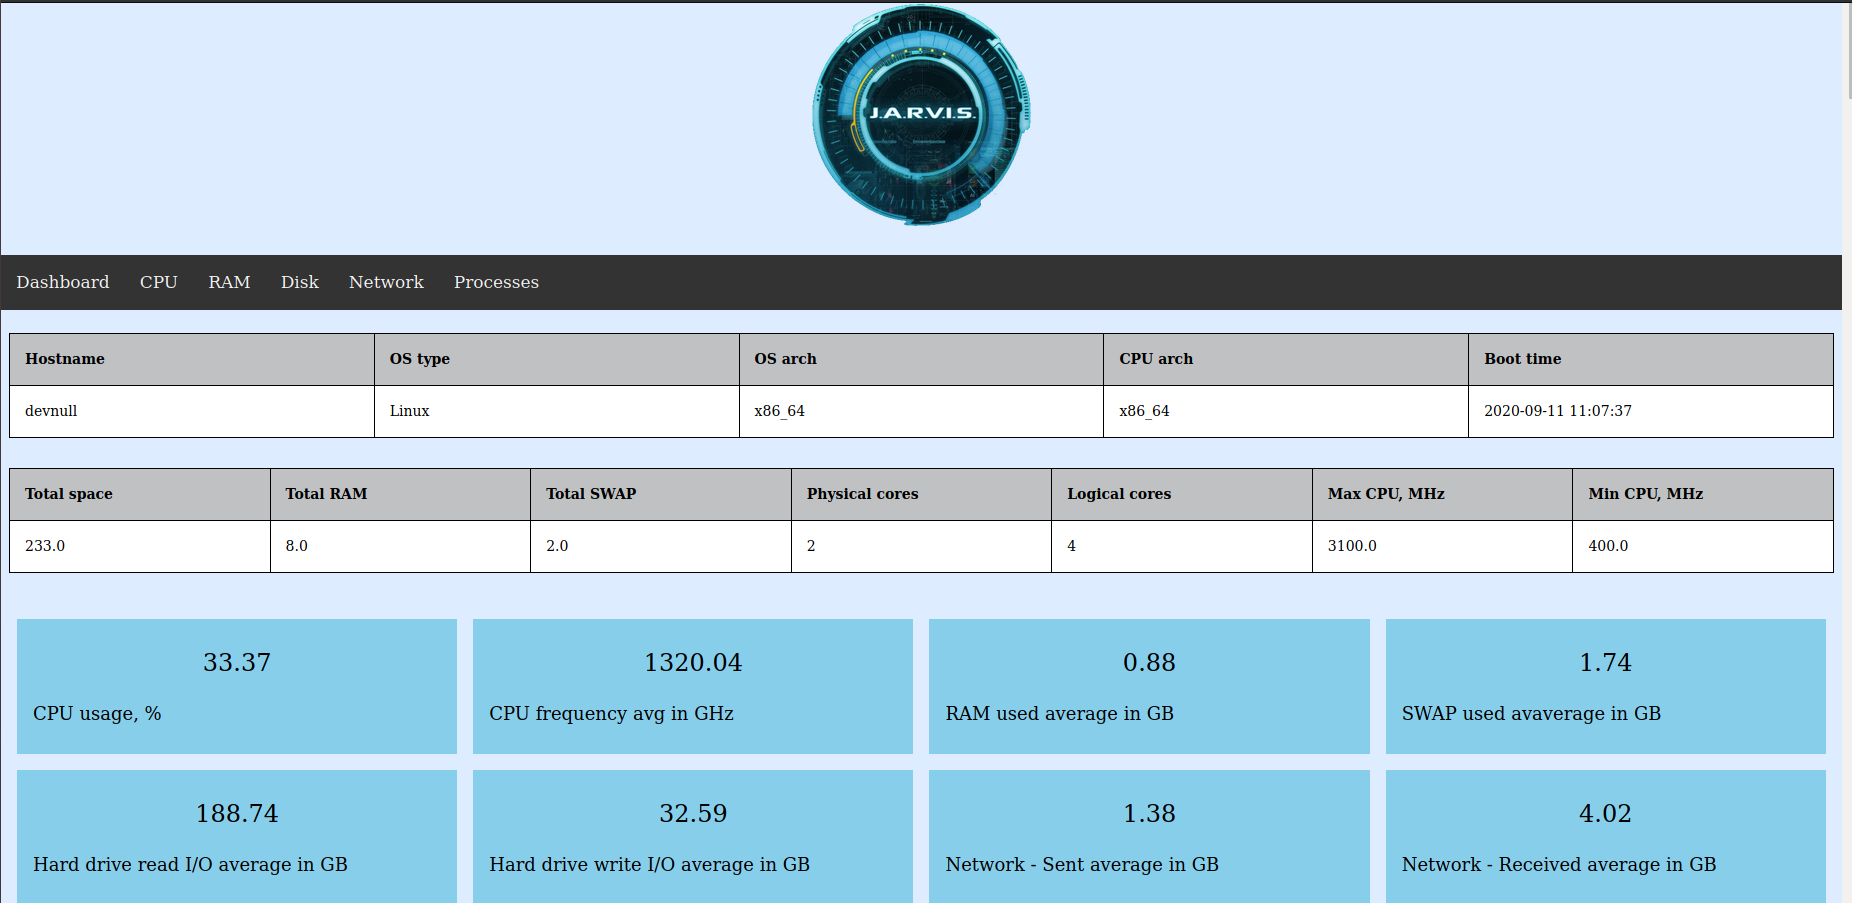 J.A.R.V.I.S.
Dashboard CPU RAM Disk Network Processes
Hostname OS type OS arch CPU arch Boot time
devnull Linux x86_64 x86_64 2020-09-11 11:07:37
Total space Total RAM Total SWAP Physical cores Logical cores Max CPU, MHz Min CPU, MHz
233.0 8.0 2.0 2 4 3100.0 400.0
33.37 1320.04 0.88 1.74
CPU usage, % CPU frequency avg in GHz RAM used average in GB SWAP used avaverage in GB
188.74 32.59 1.38 4.02
Hard drive read I/O average in GB Hard drive write I/O average in GB Network - Sent average in GB Network - Received average in GB